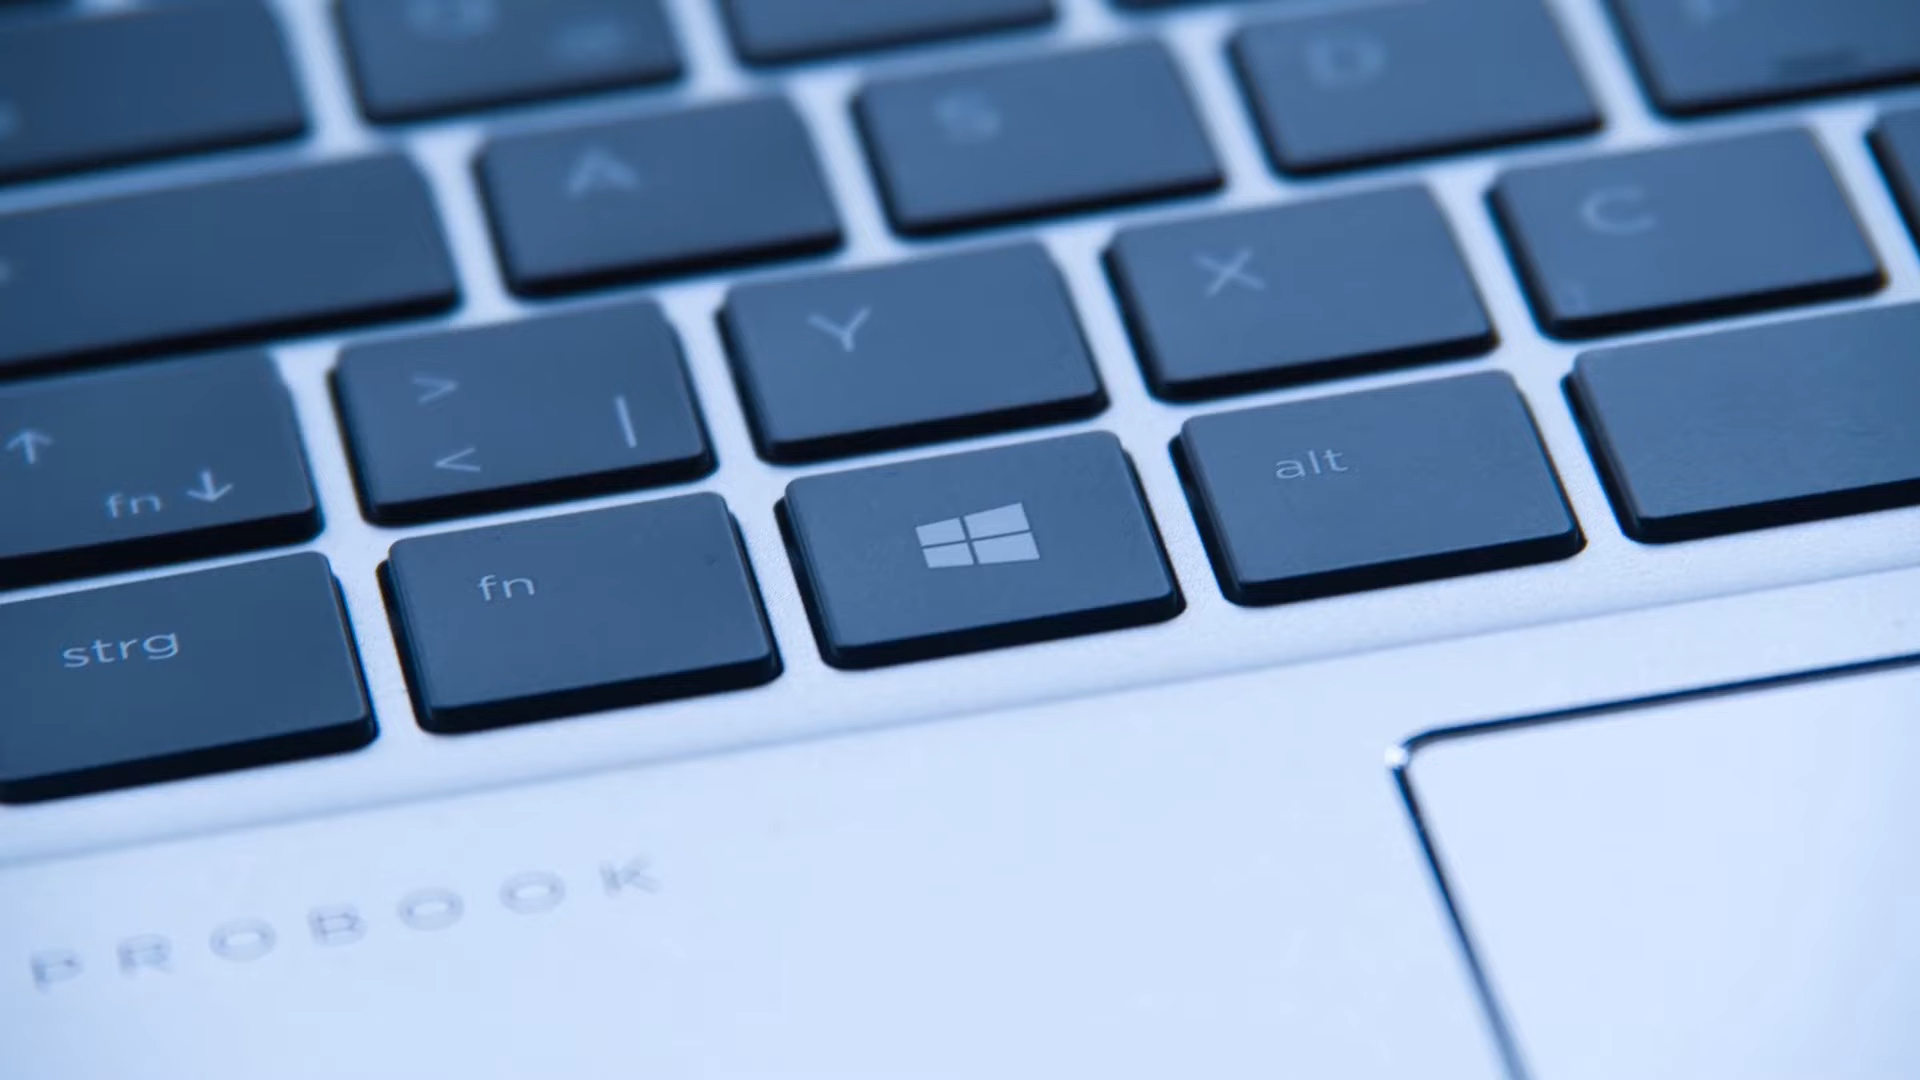 Q
A S D
> | Y X C
<
↑ fn ↓
strg fn alt
PROBOOK